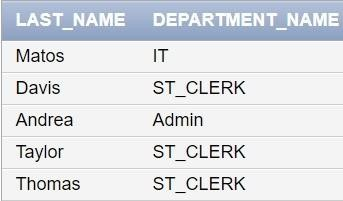 LAST_NAME DEPARTMENT_NAME
Matos IT
Davis ST_CLERK
Andrea Admin
Taylor ST_CLERK
Thomas ST_CLERK